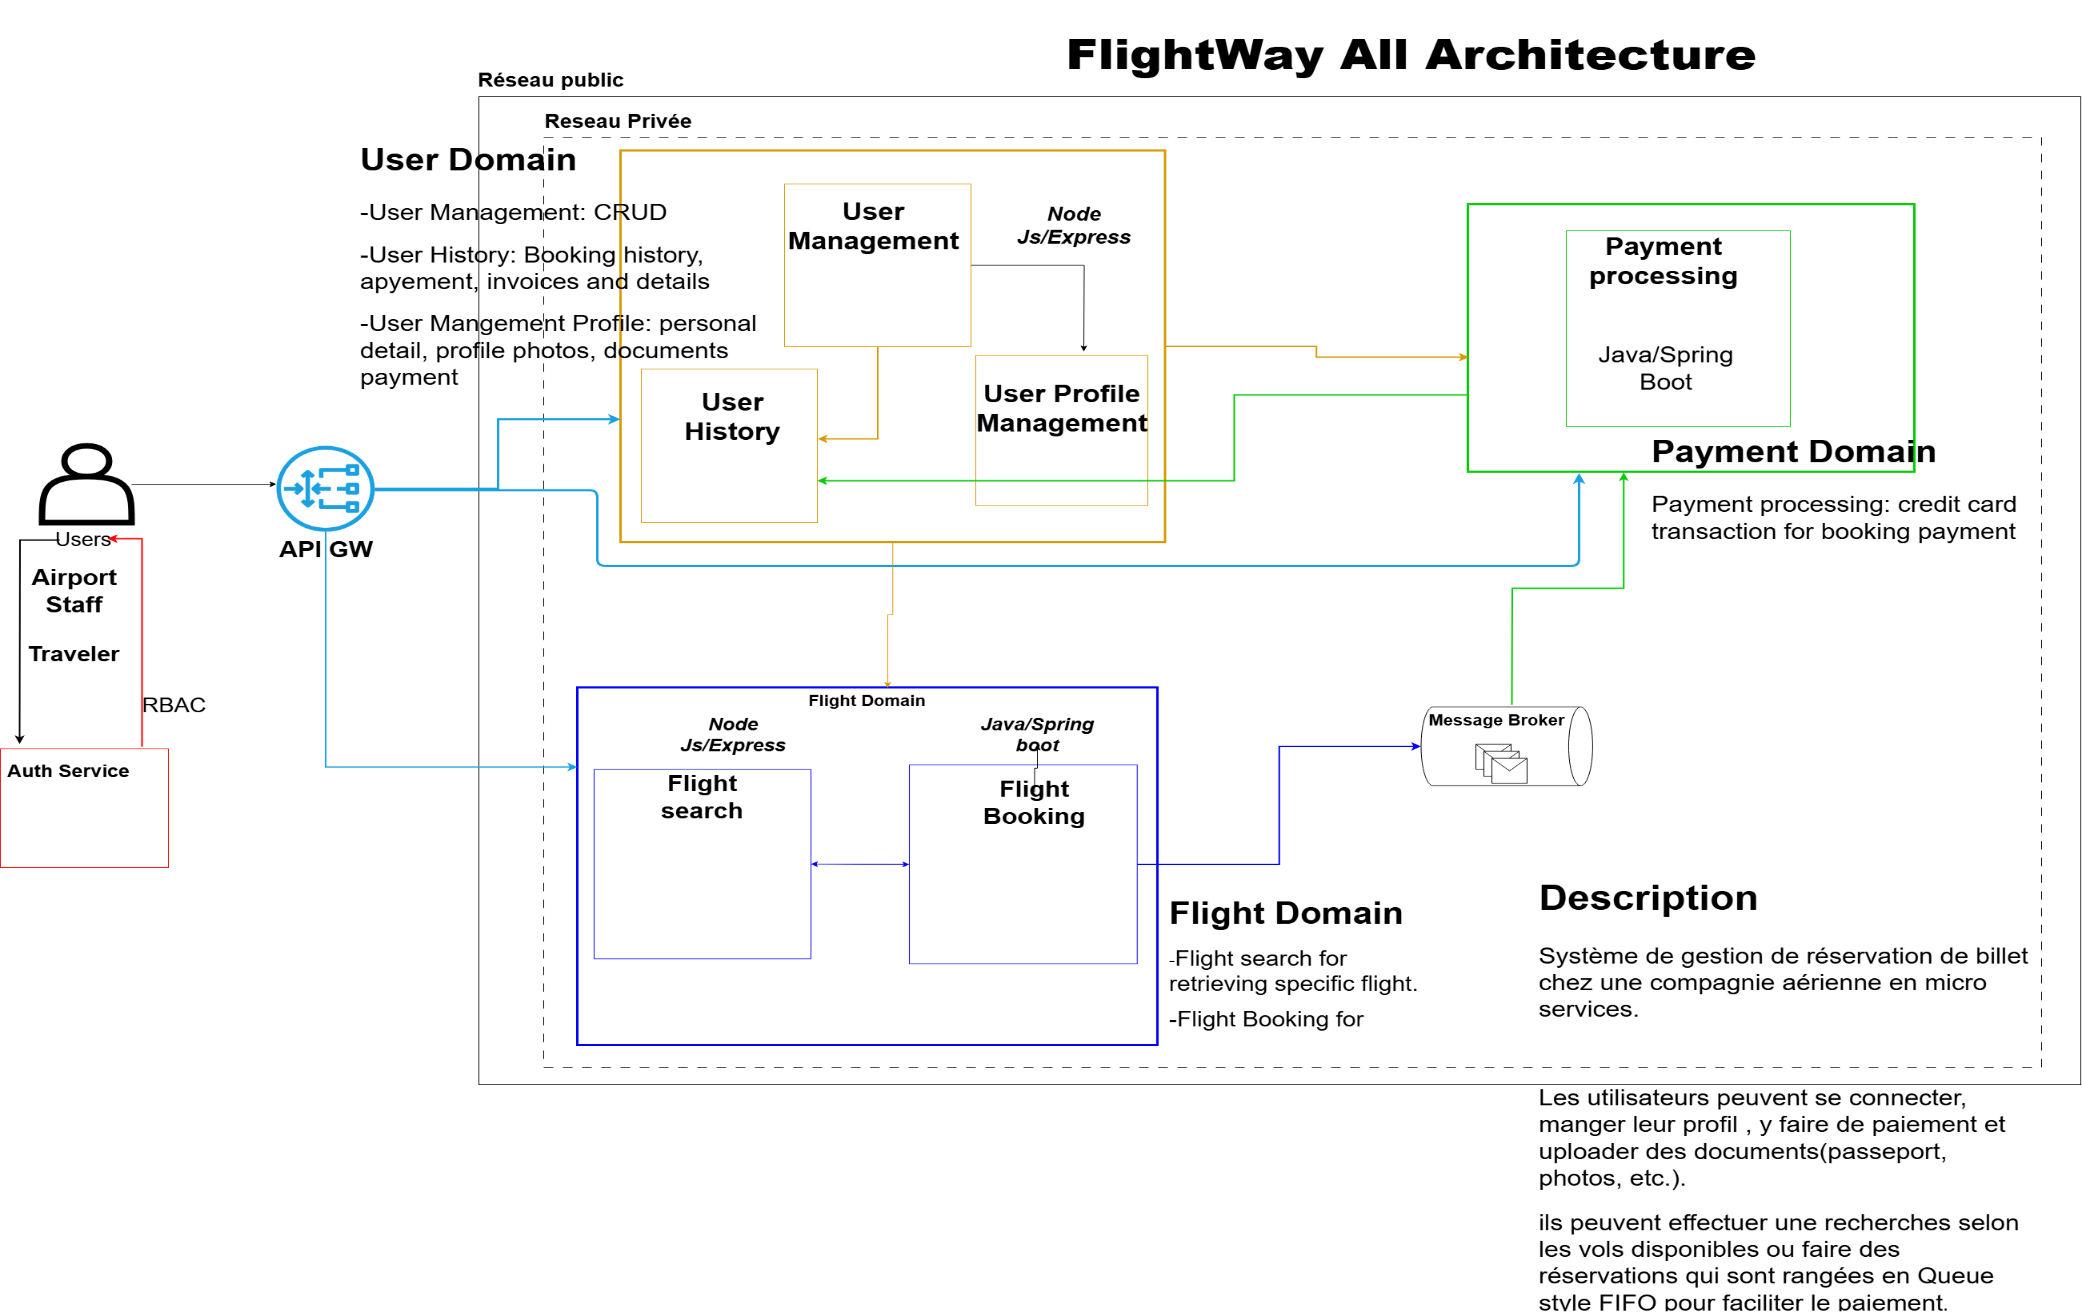 FlightWay All Architecture
Réseau public
Reseau Privée
User Domain
-User Management: CRUD
-User History: Booking history,
apyement, invoices and details
-User Mangement Profile: personal
detail, profile photos, documents
payment
User
Management
Node
Js/Express
User
History
User Profile
Management
Payment
processing
Java/Spring
Boot
Payment Domain
Payment processing: credit card
transaction for booking payment
Users
Airport
Staff
Traveler
RBAC
Auth Service
API GW
Flight Domain
Node
Js/Express
Java/Spring
boot
Flight
search
Flight
Booking
Message Broker
Flight Domain
-Flight search for
retrieving specific flight.
-Flight Booking for
Description
Système de gestion de réservation de billet
chez une compagnie aérienne en micro
services.
Les utilisateurs peuvent se connecter,
manger leur profil , y faire de paiement et
uploader des documents(passeport,
photos, etc.).
ils peuvent effectuer une recherches selon
les vols disponibles ou faire des
réservations qui sont rangées en Queue
style FIFO pour faciliter le paiement.